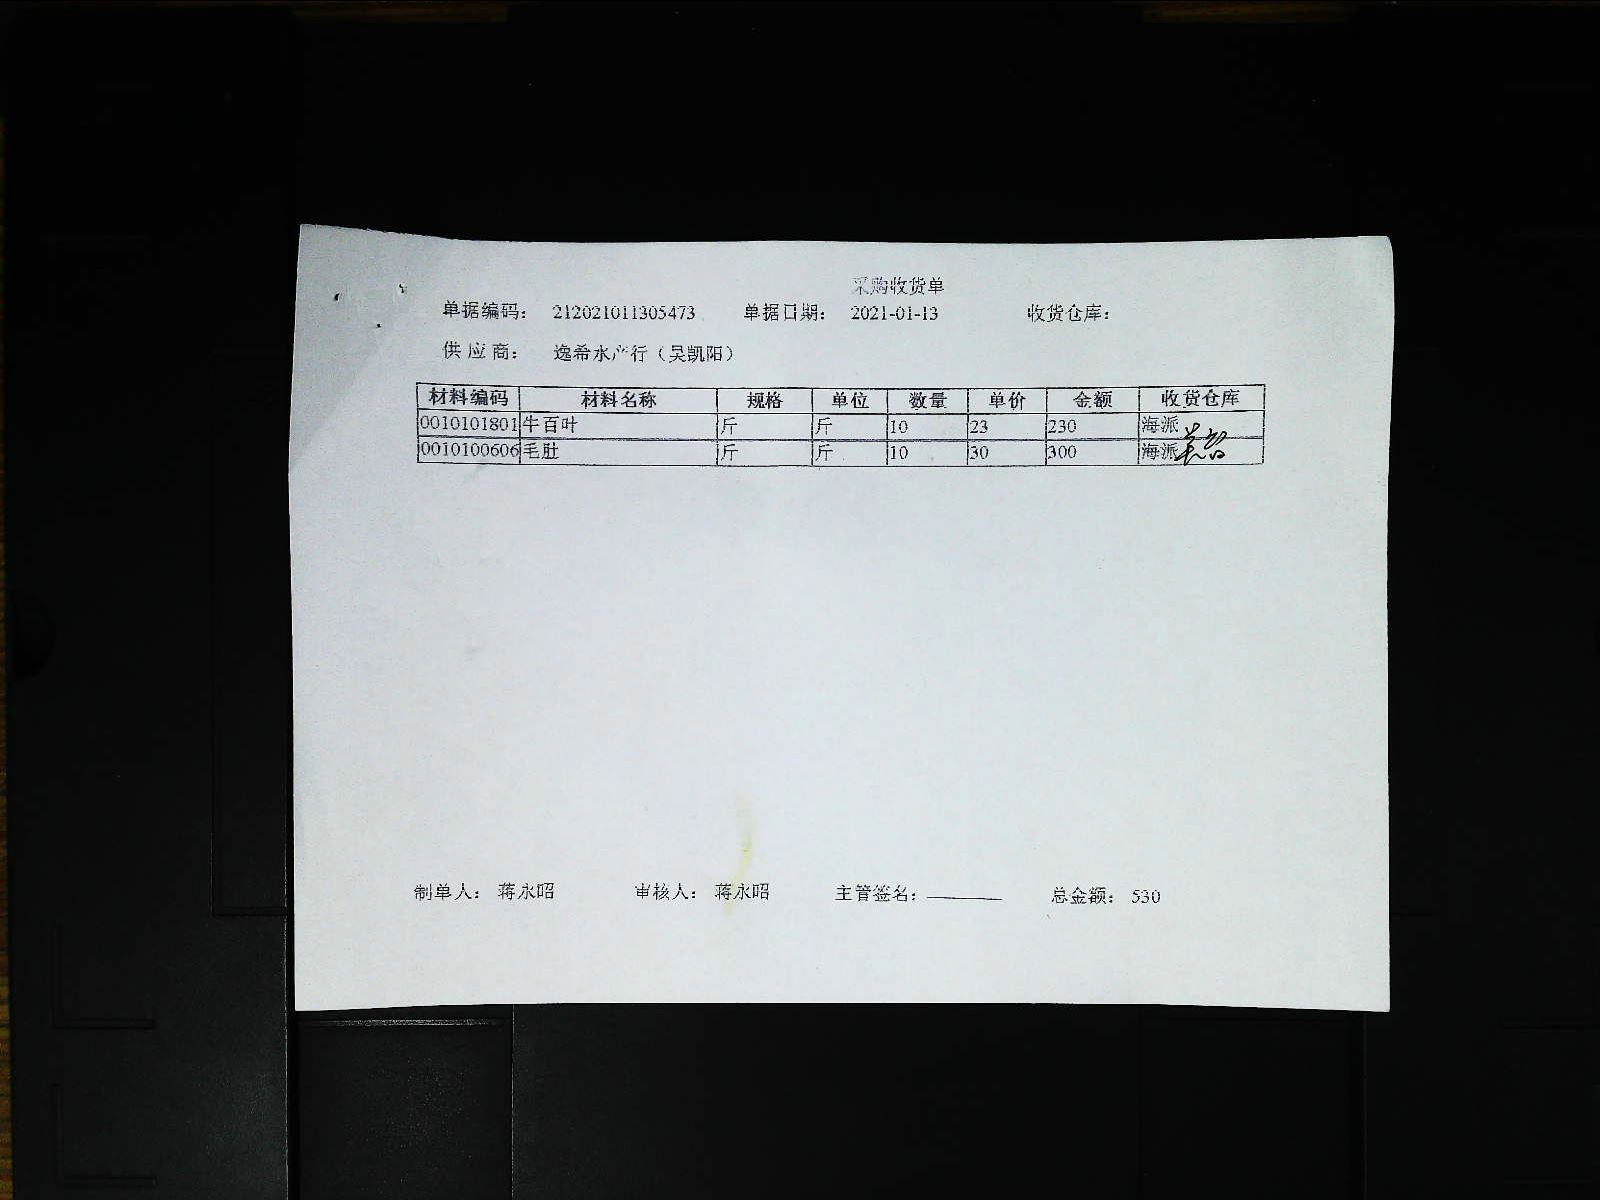 采购收货单
单据编码： 212021011305473 单据日期： 2021-01-13 收货仓库：
供 应 商： 逸希水产行（吴凯阳）
材料编码 材料名称 规格 单位 数量 单价 金额 收货仓库
0010101801 牛百叶 斤 斤 10 23 230 海派
0010100606 毛肚 斤 斤 10 30 300 海派
制单人： 蒋永昭 审核人： 蒋永昭 主管签名： 总金额： 530